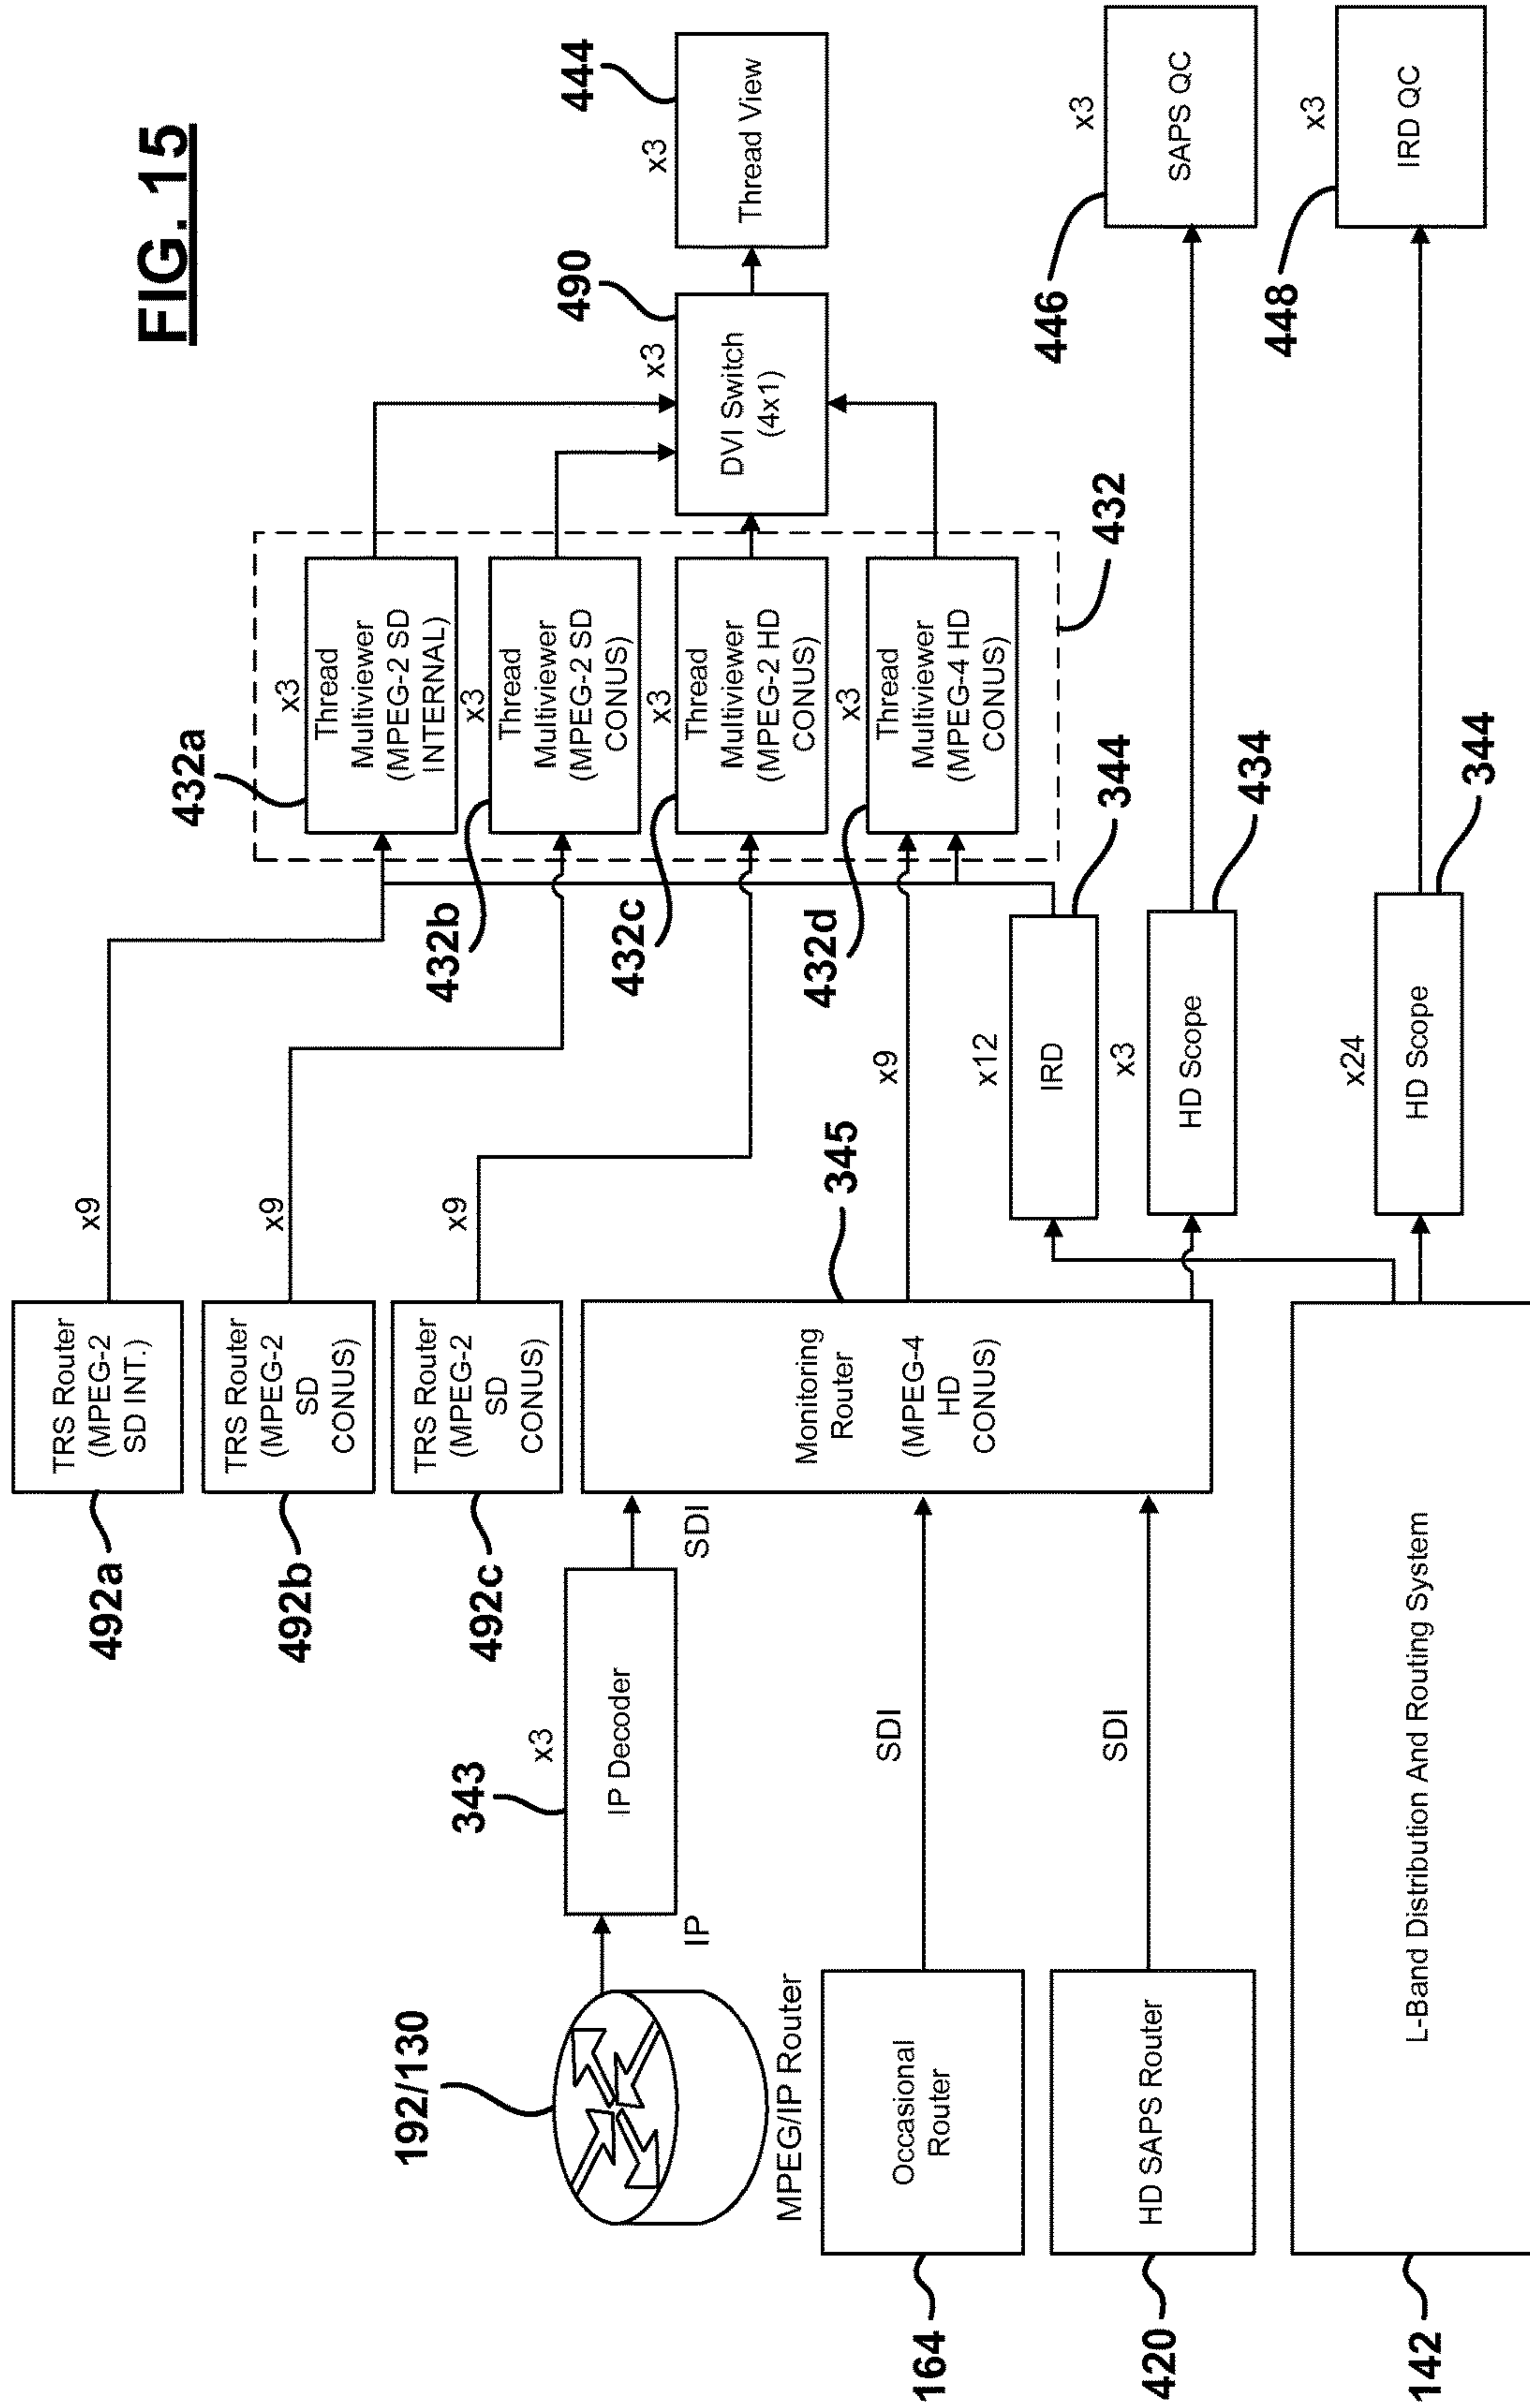 FIG. 15
492a
TRS Router
(MPEG-2
SD INT.)
x9
492b
TRS Router
(MPEG-2
SD
CONUS)
x9
492c
TRS Router
(MPEG-2
SD
CONUS)
x9
192/130
MPEG/IP Router
IP
343
x3
IP Decoder
SDI
345
Monitoring
Router
(MPEG-4
HD
CONUS)
x9
164
Occasional
Router
SDI
420
HD SAPS Router
SDI
142
L-Band Distribution And Routing System
x12
IRD
344
x3
HD Scope
434
x24
HD Scope
344
432a
x3
Thread
Multiviewer
(MPEG-2 SD
INTERNAL)
432b
x3
Thread
Multiviewer
(MPEG-2 SD
CONUS)
432c
x3
Thread
Multiviewer
(MPEG-2 HD
CONUS)
432d
x3
Thread
Multiviewer
(MPEG-4 HD
CONUS)
432
490
x3
DVI Switch
(4x1)
444
x3
Thread View
446
x3
SAPS QC
448
x3
IRD QC